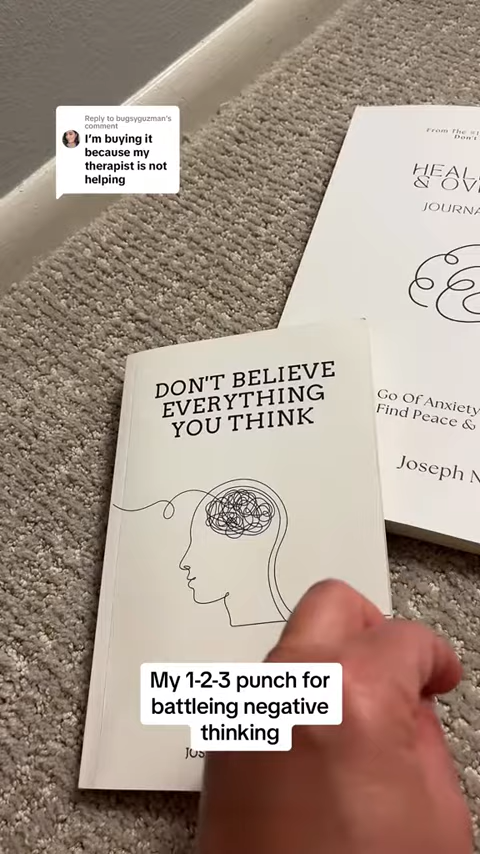 Reply to bugsyguzman's
comment
I'm buying it
because my
therapist is not
helping
From The
Don't
& OV
JOURNA
DON'T BELIEVE
EVERYTHING
YOU THINK
Go Of Anxiety
Find Peace &
Joseph N
My 1-2-3 punch for
battleing negative
thinking